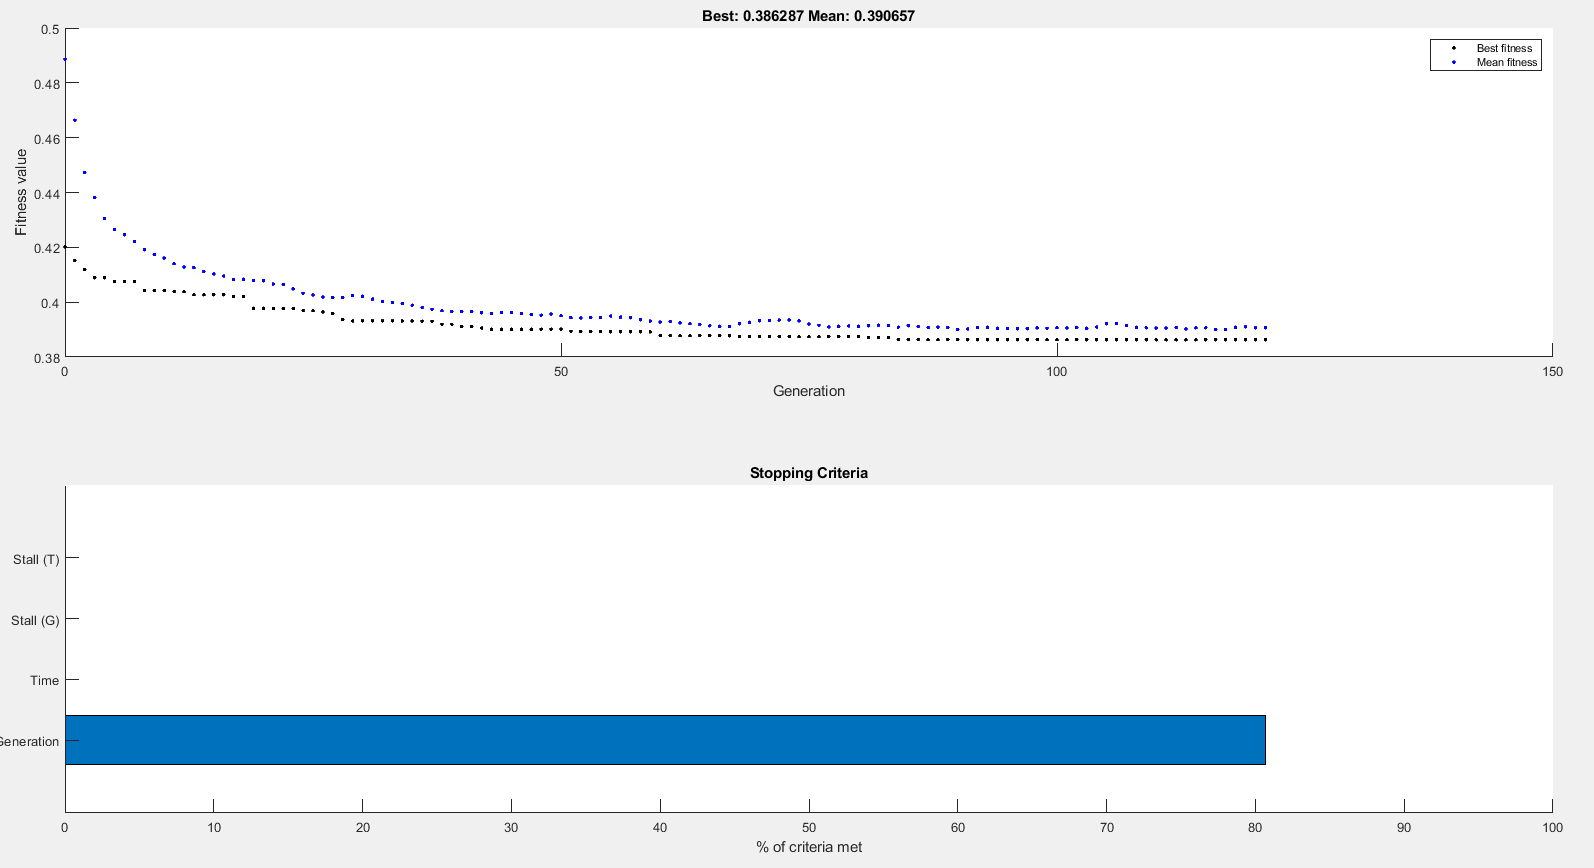 Best: 0.386287 Mean: 0.390657
0.5
0.48
0.46
0.44
0.42
0.4
0.38
Fitness value
Best fitness
Mean fitness
0 50 100 150
Generation
Stopping Criteria
Stall (T)
Stall (G)
Time
Generation
0 10 20 30 40 50 60 70 80 90 100
% of criteria met